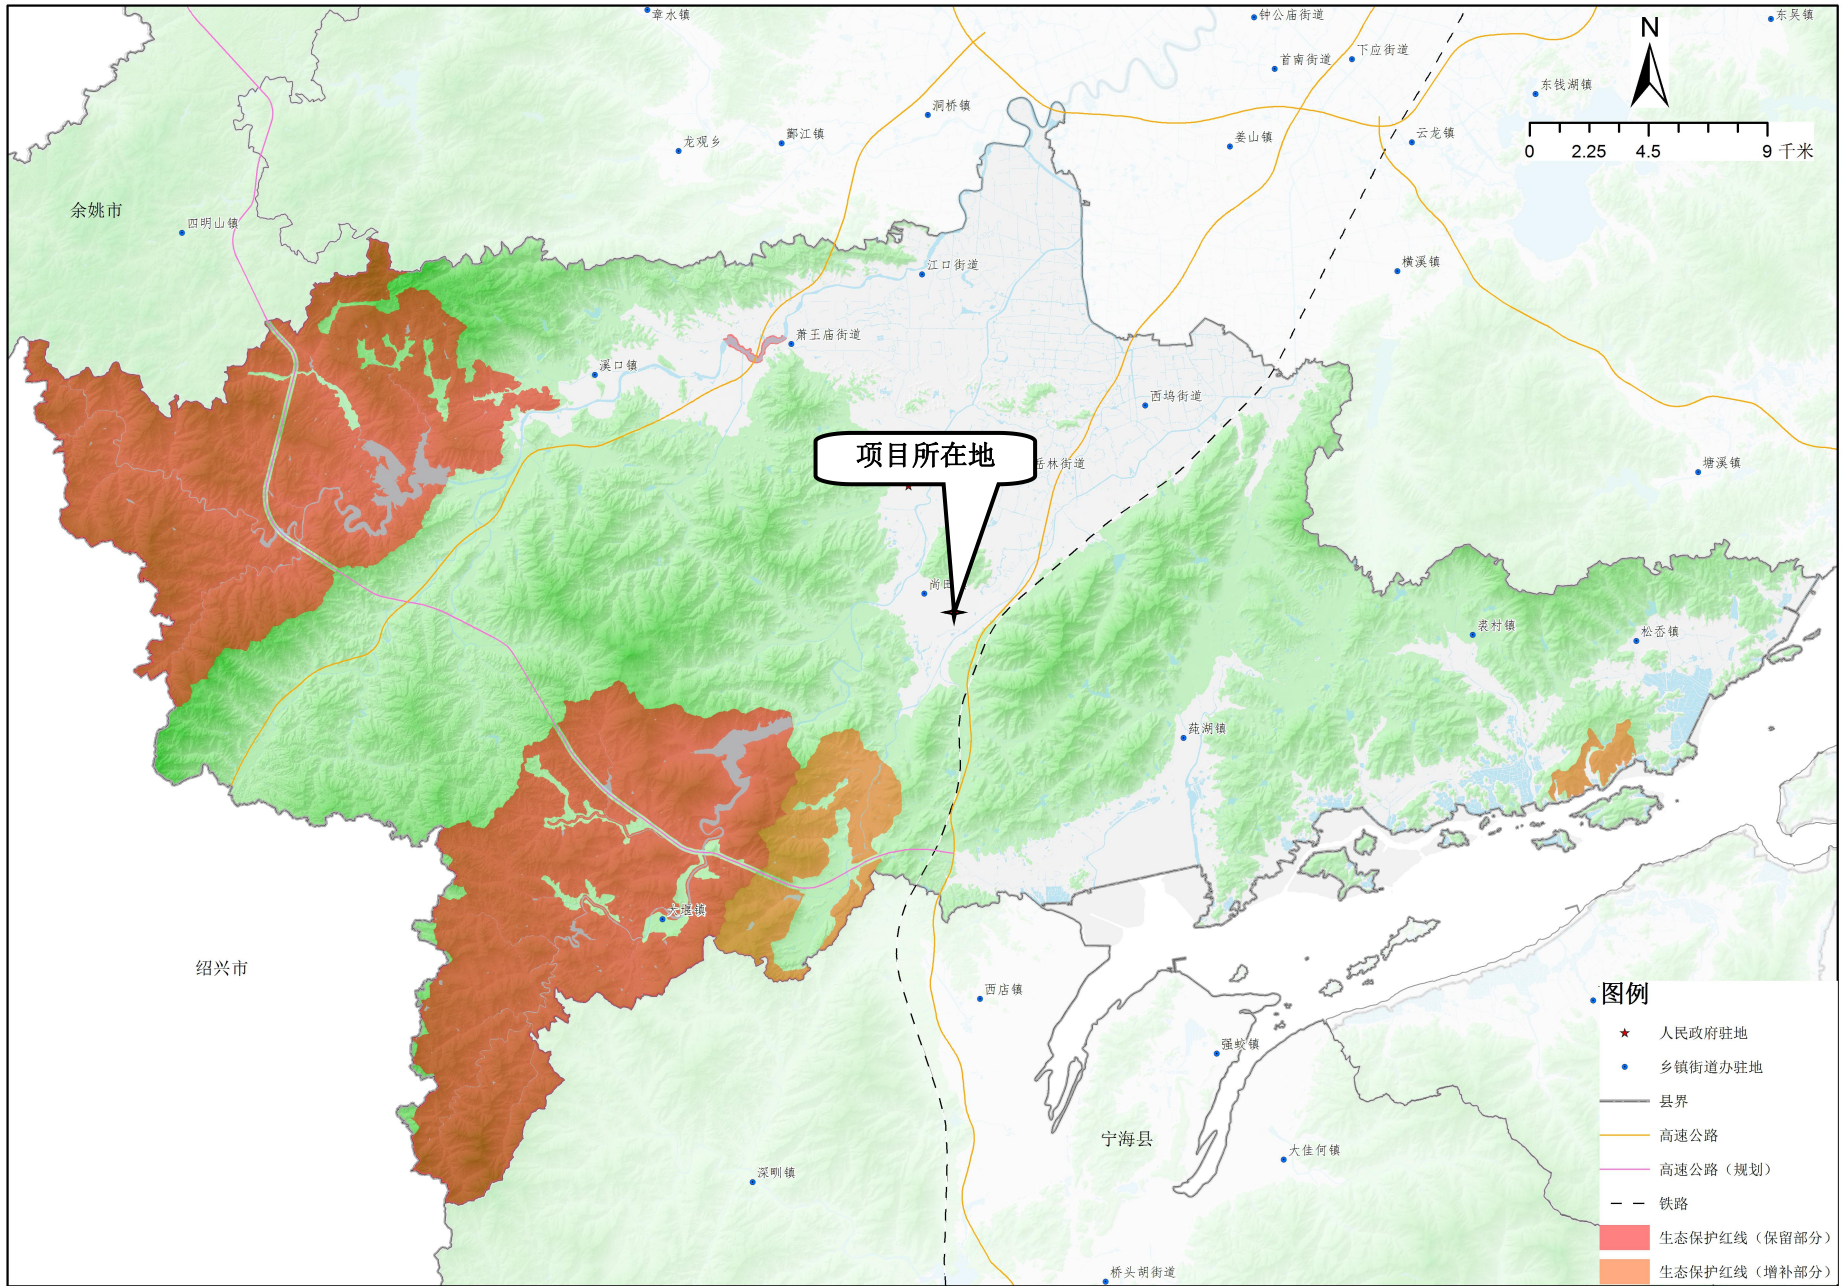 章水镇
钟公庙街道
东吴镇
首南街道
下应街道
N
东钱湖镇
洞桥镇
龙观乡
鄞江镇
姜山镇
云龙镇
0 2.25 4.5 9 千米
余姚市
四明山镇
江口街道
横溪镇
萧王庙街道
溪口镇
西坞街道
项目所在地
岳林街道
塘溪镇
尚田
裘村镇
松岙镇
莼湖镇
大堰镇
绍兴市
西店镇
强蛟镇
宁海县
大佳何镇
深甽镇
桥头胡街道
图例
人民政府驻地
乡镇街道办驻地
县界
高速公路
高速公路（规划）
铁路
生态保护红线（保留部分）
生态保护红线（增补部分）